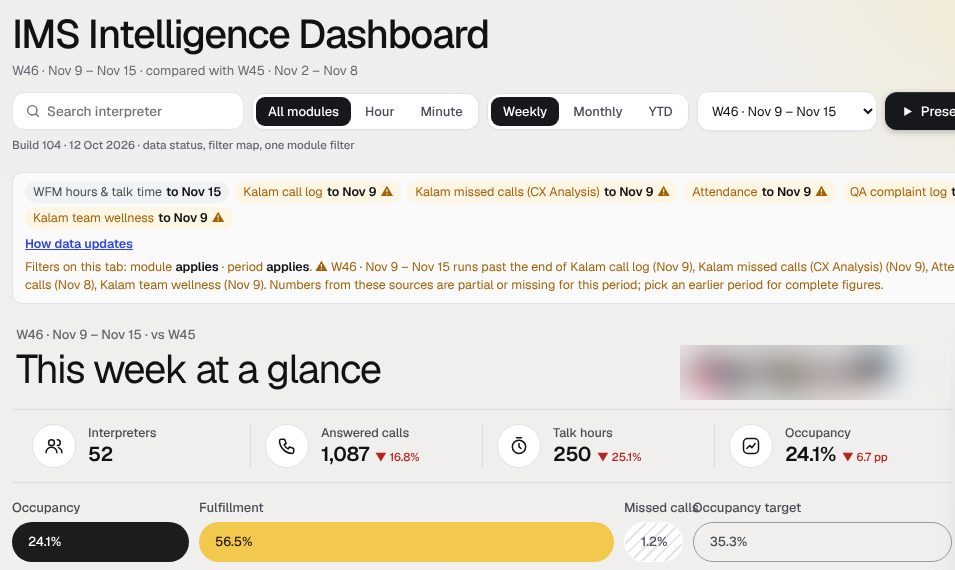 IMS Intelligence Dashboard
W46 · Nov 9 – Nov 15 · compared with W45 · Nov 2 – Nov 8
Search interpreter All modules Hour Minute Weekly Monthly YTD W46 · Nov 9 – Nov 15 Prese
Build 104 · 12 Oct 2026 · data status, filter map, one module filter
WFM hours & talk time to Nov 15 Kalam call log to Nov 9 ⚠ Kalam missed calls (CX Analysis) to Nov 9 ⚠ Attendance to Nov 9 ⚠ QA complaint log t
Kalam team wellness to Nov 9 ⚠
How data updates
Filters on this tab: module applies · period applies. ⚠ W46 · Nov 9 – Nov 15 runs past the end of Kalam call log (Nov 9), Kalam missed calls (CX Analysis) (Nov 9), Atte
calls (Nov 8), Kalam team wellness (Nov 9). Numbers from these sources are partial or missing for this period; pick an earlier period for complete figures.
W46 · Nov 9 – Nov 15 · vs W45
This week at a glance
Interpreters Answered calls Talk hours Occupancy
52 1,087 ▼ 16.8% 250 ▼ 25.1% 24.1% ▼ 6.7 pp
Occupancy Fulfillment Missed calls Occupancy target
24.1% 56.5% 1.2% 35.3%